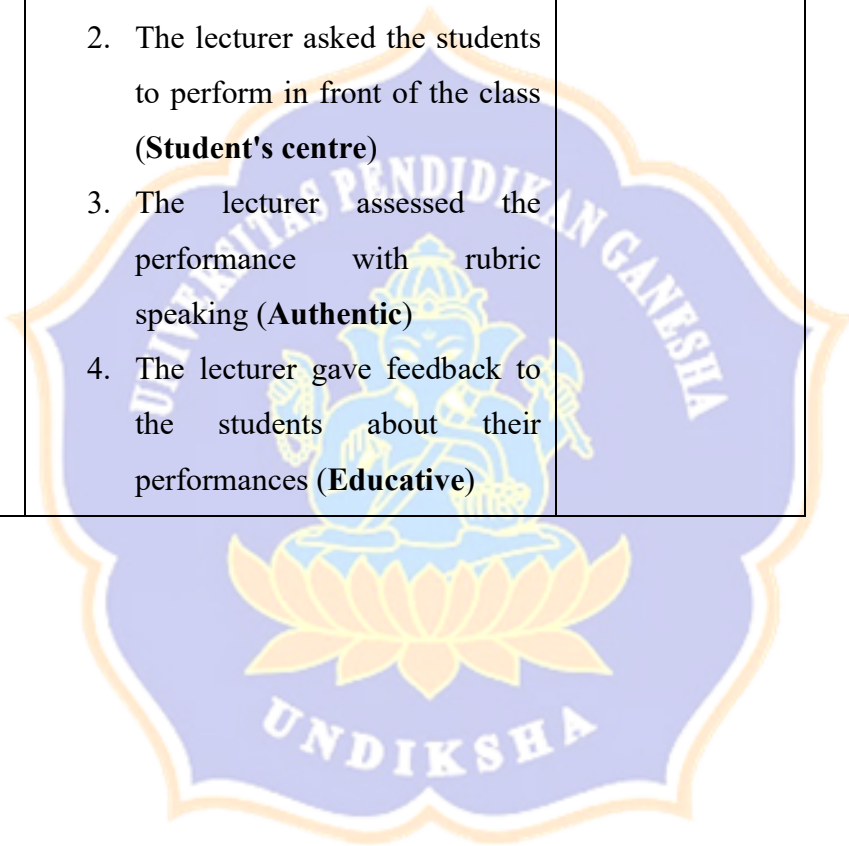 2. The lecturer asked the students
to perform in front of the class
(Student's centre)
3. The lecturer assessed the
performance with rubric
speaking (Authentic)
4. The lecturer gave feedback to
the students about their
performances (Educative)
UNIVERSITAS PENDIDIKAN GANESHA
UNDIKSHA